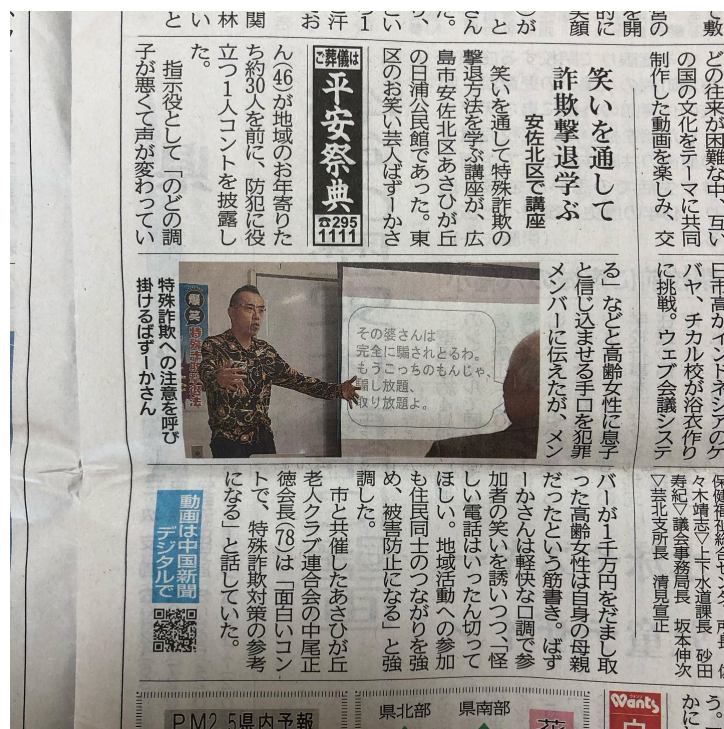 笑いを通して
詐欺撃退学ぶ
安佐北区で講座
笑いを通して特殊詐欺の
撃退方法を学ぶ講座が、広
島市安佐北区あさひが丘
の日浦公民館であった。東
区のお笑い芸人ばずーかさ
ん(46)が地域のお年寄りた
ち約30人を前に、防犯に役
立つ1人コントを披露し
た。
指示役として「のどの調
子が悪くて声が変わってい
る」などと高齢女性に息子
と信じ込ませる手口を犯罪
メンバーに伝えたが、メン
バーが1千万円をだまし取
った高齢女性は自身の母親
だったという筋書き。ばず
ーかさんは軽快な口調で参
加者の笑いを誘いつつ、「怪
しい電話はいったん切って
ほしい。地域活動への参加
も住民同士のつながりを強
め、被害防止になる」と強
調した。
市と共催したあさひが丘
老人クラブ連合会の中尾正
徳会長(78)は「面白いコン
トで、特殊詐欺対策の参考
になる」と話していた。
動画は中国新聞
デジタルで
特殊詐欺への注意を呼び
掛けるばずーかさん
爆笑
その婆さんは
完全に騙されとるわ。
もうこっちのもんじゃ、
騙し放題、
取り放題よ。
ご葬儀は
平安祭典
☎295
1111
どの往来が困難な中、互い
の国の文化をテーマに共同
制作した動画を楽しみ、交
日市高がインドネシアのケ
バヤ、チカル校が浴衣作り
に挑戦。ウェブ会議システ
々木靖志▽上下水道課長 砂田
寿紀▽議会事務局長 坂本伸次
▽芸北支所長 清見宣正
PM2.5県内予報
県北部
県南部
Wants